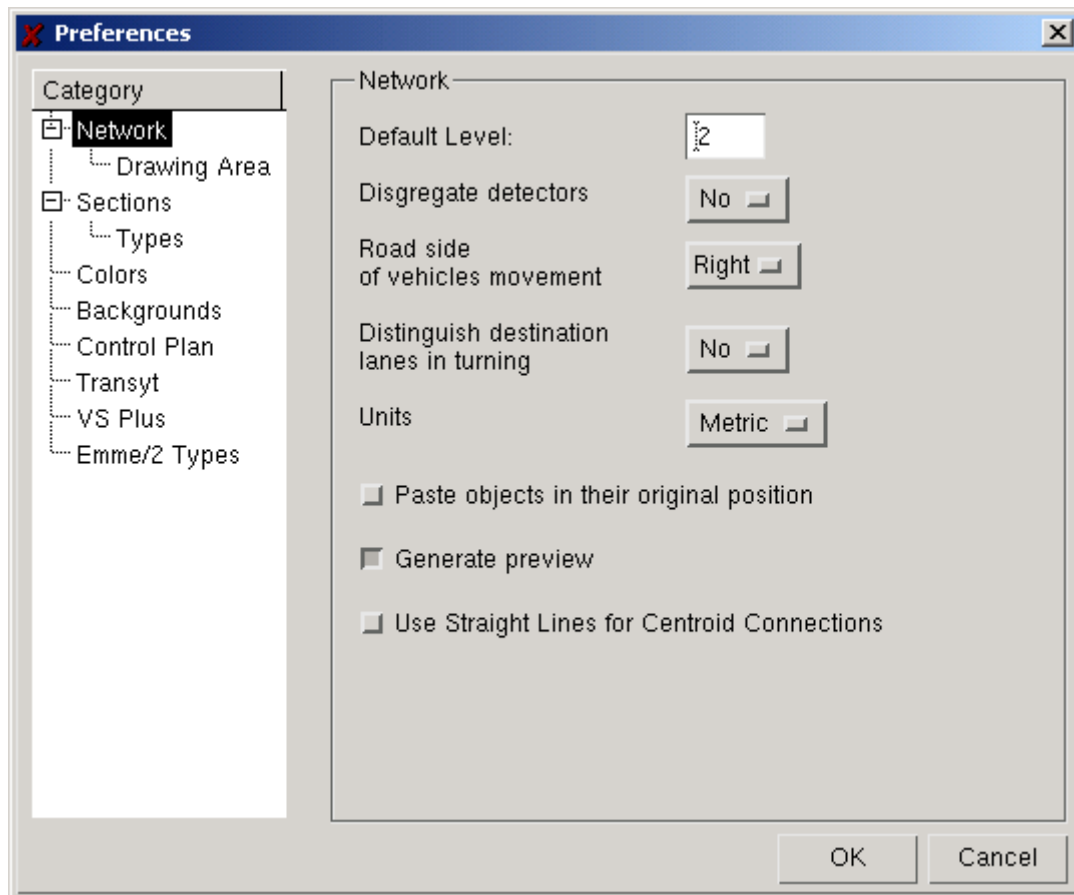 Preferences
Category
Network
Drawing Area
Sections
Types
Colors
Backgrounds
Control Plan
Transyt
VS Plus
Emme/2 Types
Network
Default Level: 2
Disgregate detectors No
Road side
of vehicles movement Right
Distinguish destination
lanes in turning No
Units Metric
Paste objects in their original position
Generate preview
Use Straight Lines for Centroid Connections
OK Cancel